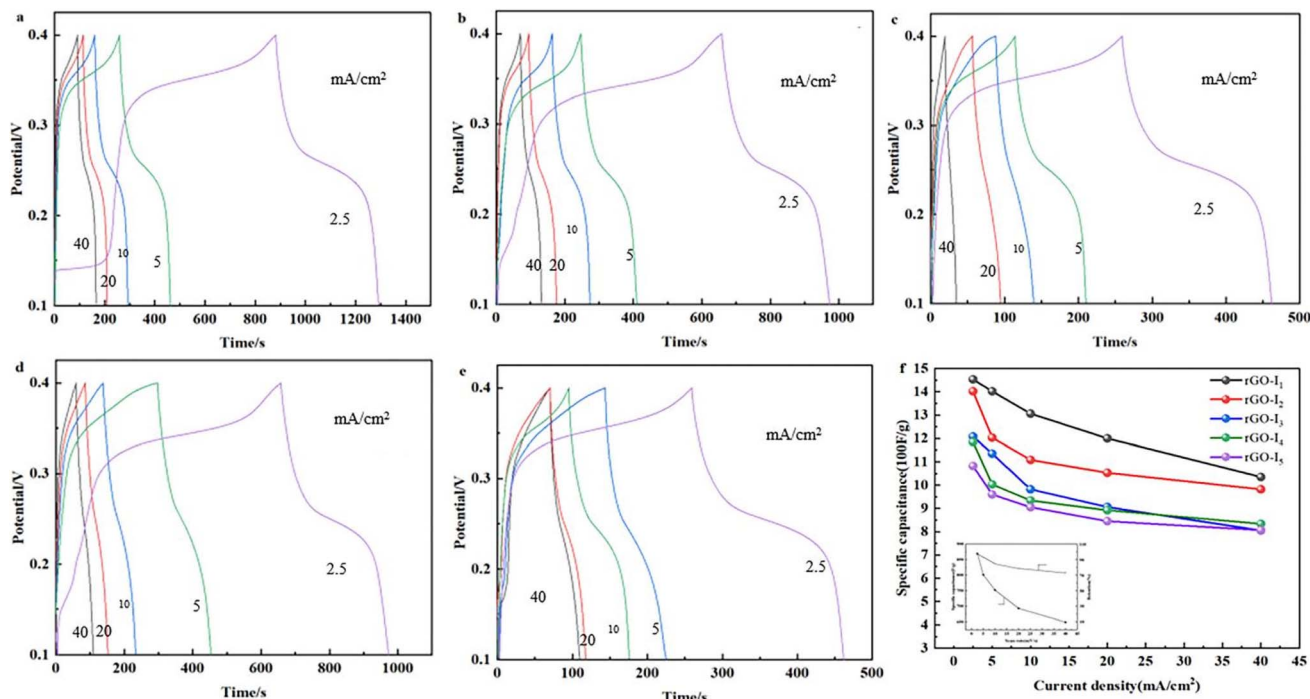 a
0.4
0.3
0.2
0.1
Potential/V
mA/cm²
40
20
10
5
2.5
0 200 400 600 800 1000 1200 1400
Time/s
b
0.4
0.3
0.2
0.1
Potential/V
mA/cm²
40
20
10
5
2.5
0 200 400 600 800 1000
Time/s
c
0.4
0.3
0.2
0.1
Potential/V
mA/cm²
40
20
10
5
2.5
0 100 200 300 400 500
Time/s
d
0.4
0.3
0.2
0.1
Potential/V
mA/cm²
40
20
10
5
2.5
0 200 400 600 800 1000
Time/s
e
0.4
0.3
0.2
0.1
Potential/V
mA/cm²
40
20
10
5
2.5
0 100 200 300 400 500
Time/s
f
15
14
13
12
11
10
9
8
7
6
5
4
3
Specific capacitance(100F/g)
rGO-I₁
rGO-I₂
rGO-I₃
rGO-I₄
rGO-I₅
0 5 10 15 20 25 30 35 40 45
Current density(mA/cm²)